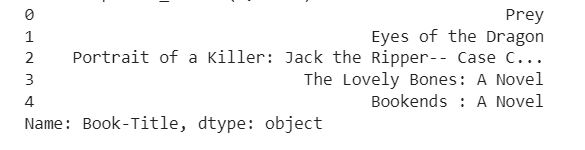 0 Prey
1 Eyes of the Dragon
2 Portrait of a Killer: Jack the Ripper-- Case C...
3 The Lovely Bones: A Novel
4 Bookends : A Novel
Name: Book-Title, dtype: object